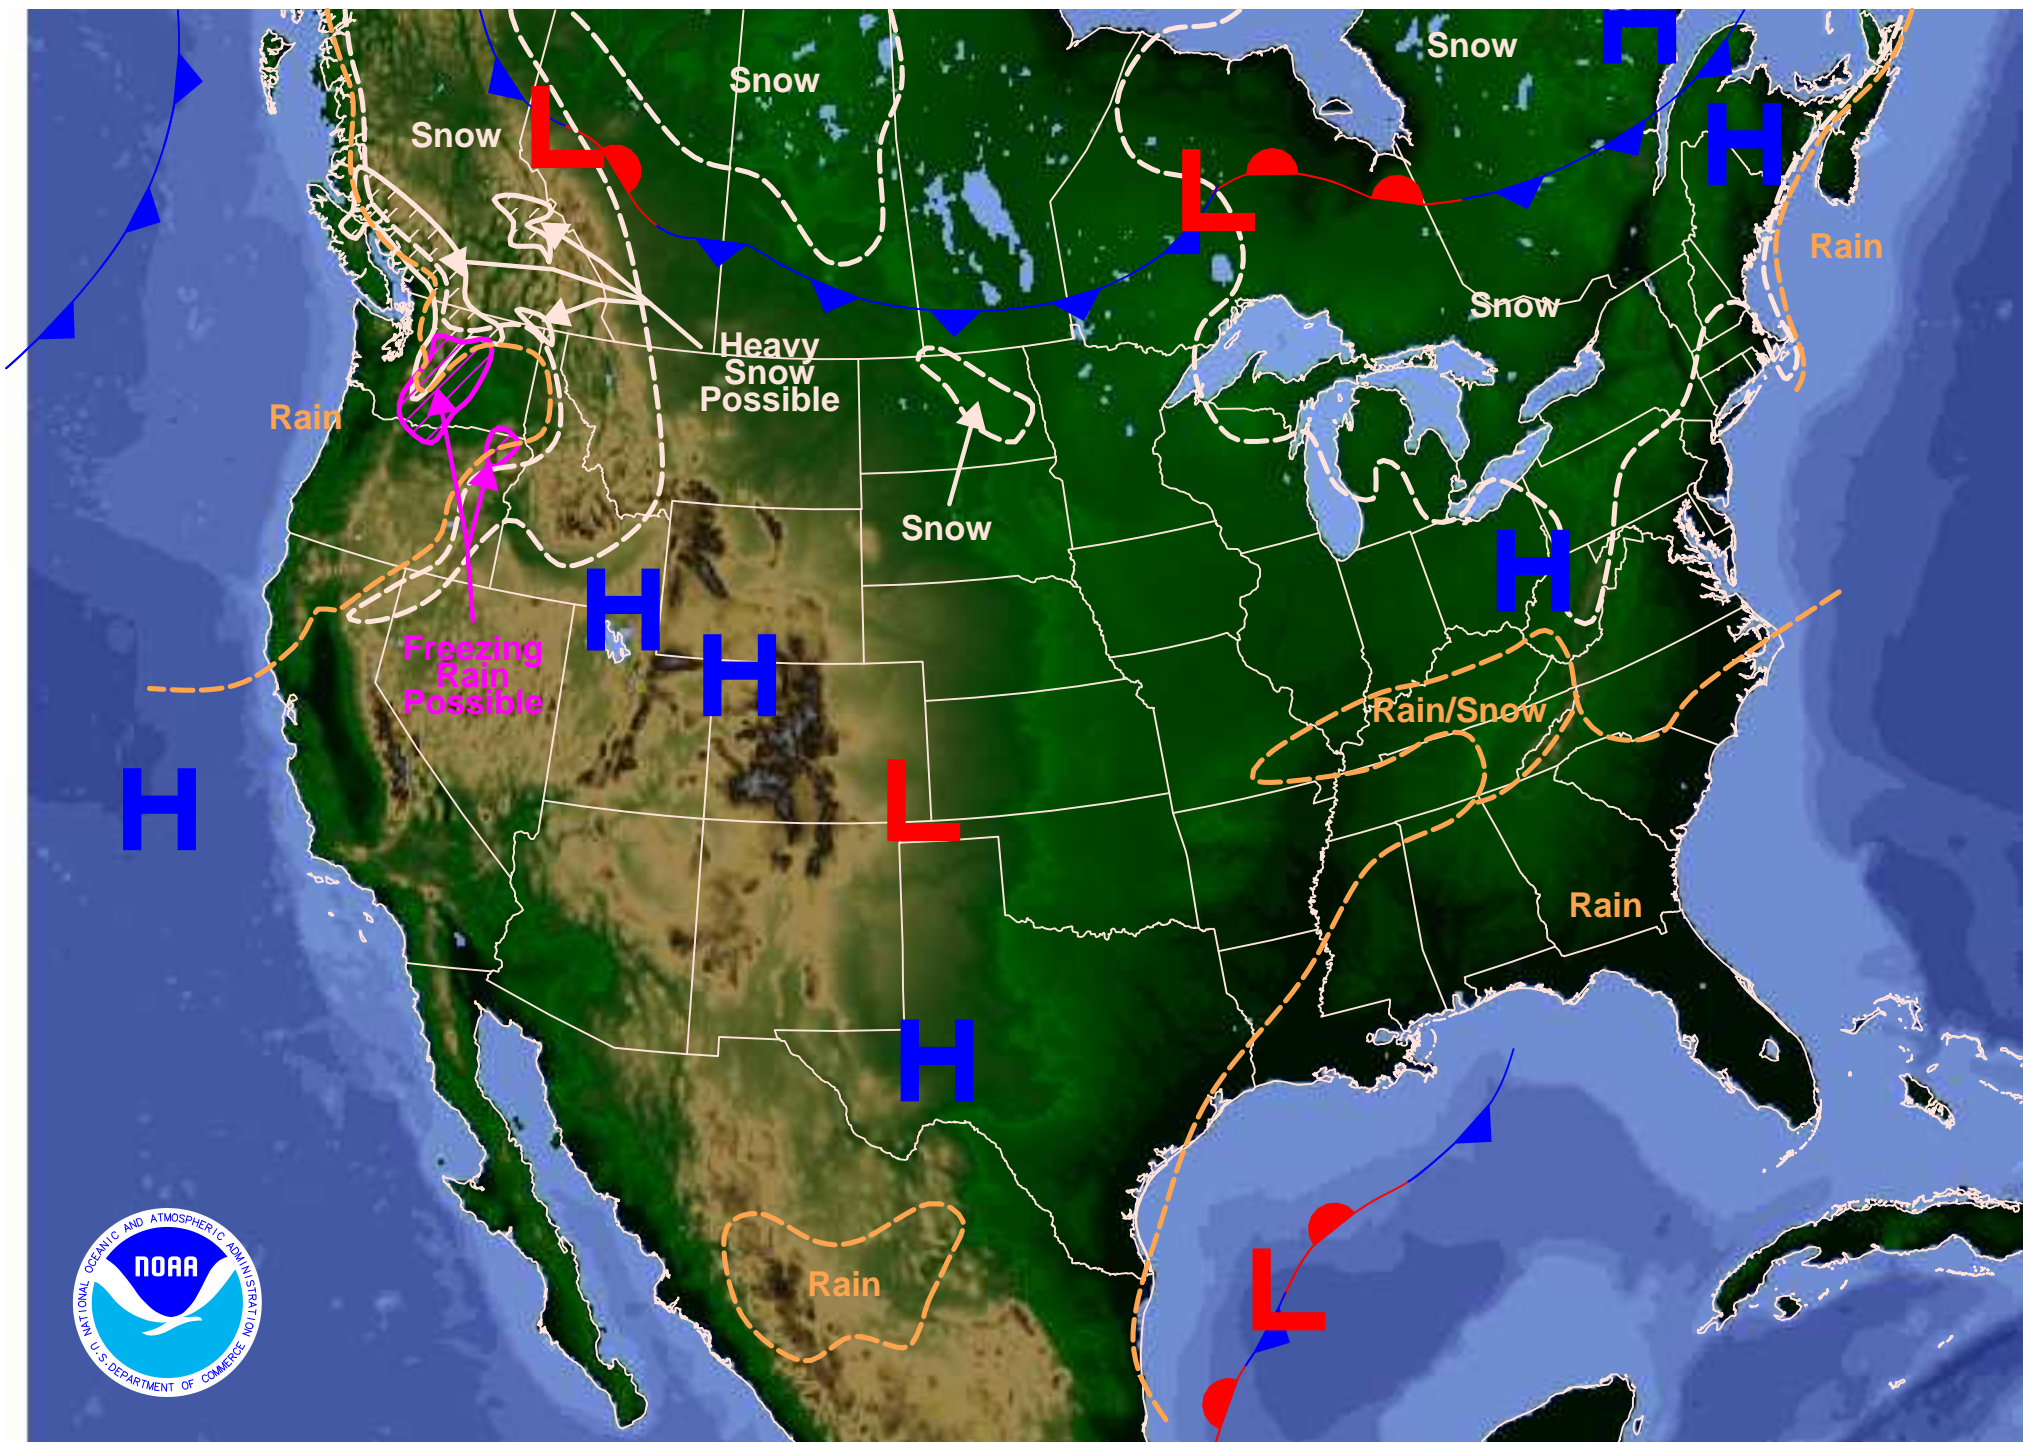 H
Snow
Snow
Snow
L
H
L
Rain
Snow
Heavy
Snow
Possible
Rain
Snow
H
H
Freezing
Rain
Possible
H
Rain/Snow
H
L
Rain
H
L
Rain
NOAA
NATIONAL OCEANIC AND ATMOSPHERIC ADMINISTRATION
U.S. DEPARTMENT OF COMMERCE